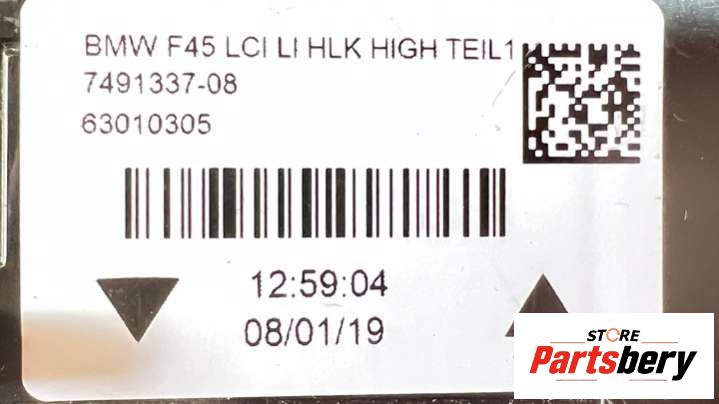 BMW F45 LCI LI HLK HIGH TEIL1
7491337-08
63010305
12:59:04
08/01/19
STORE
Partsbery